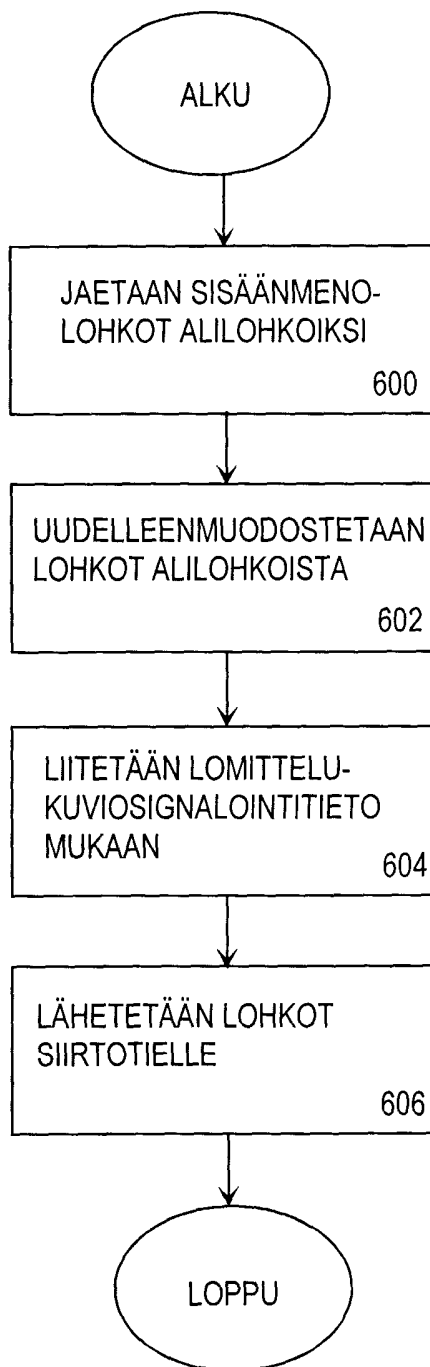 ALKU
JAETAAN SISÄÄNMENO-
LOHKOT ALILOHKOIKSI
600
UUDELLEENMUODOSTETAAN
LOHKOT ALILOHKOISTA
602
LIITETÄÄN LOMITTELU-
KUVIOSIGNALOINTITIETO
MUKAAN
604
LÄHETETÄÄN LOHKOT
SIIRTOTIELLE
606
LOPPU